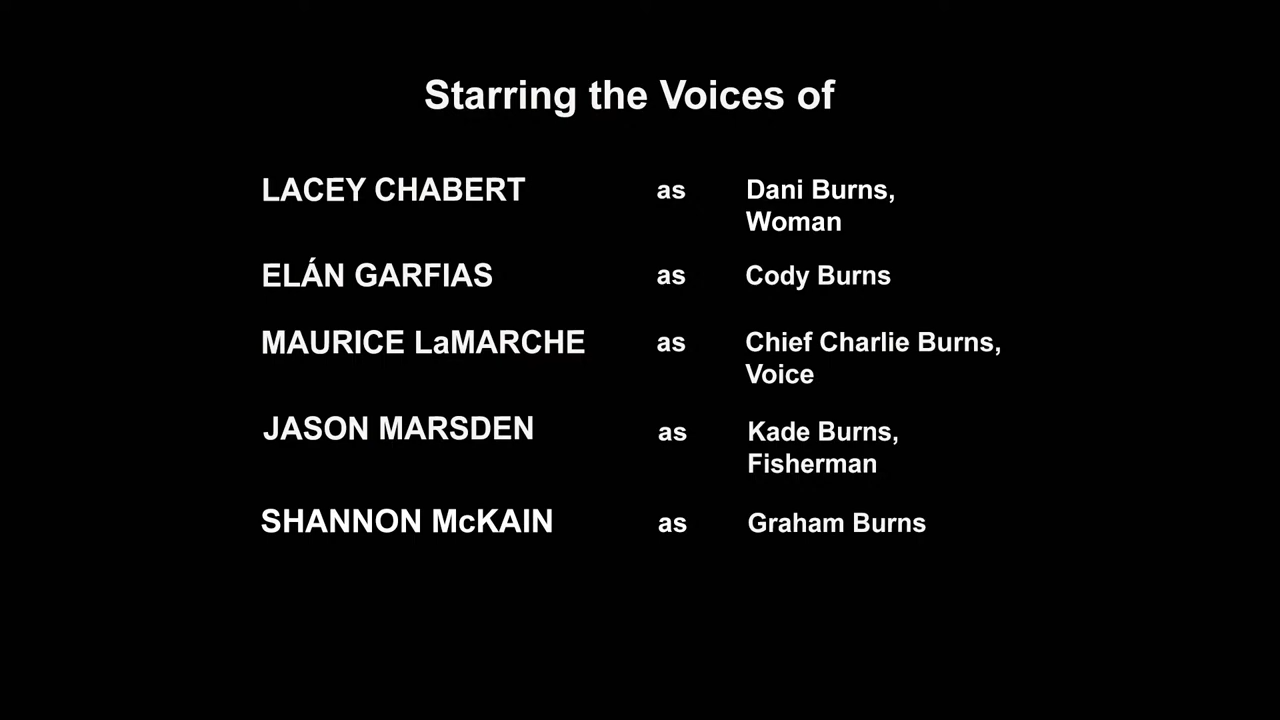 Starring the Voices of
LACEY CHABERT as Dani Burns,
Woman
ELÁN GARFIAS as Cody Burns
MAURICE LaMARCHE as Chief Charlie Burns,
Voice
JASON MARSDEN as Kade Burns,
Fisherman
SHANNON McKAIN as Graham Burns